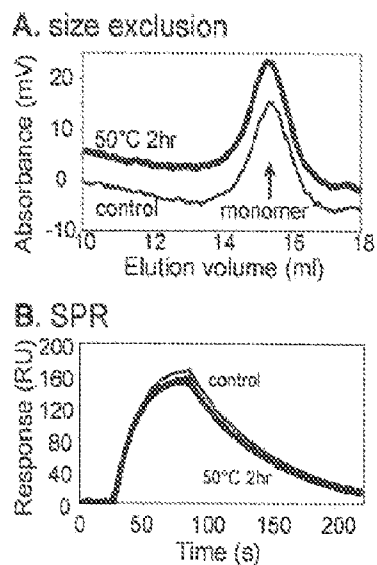 A. size exclusion
Absorbance (mV)
20
10
0
-10
50°C 2hr
control
monomer
10 12 14 16 18
Elution volume (ml)
B. SPR
Response (RU)
200
160
120
80
40
0
control
50°C 2hr
0 50 100 150 200
Time (s)